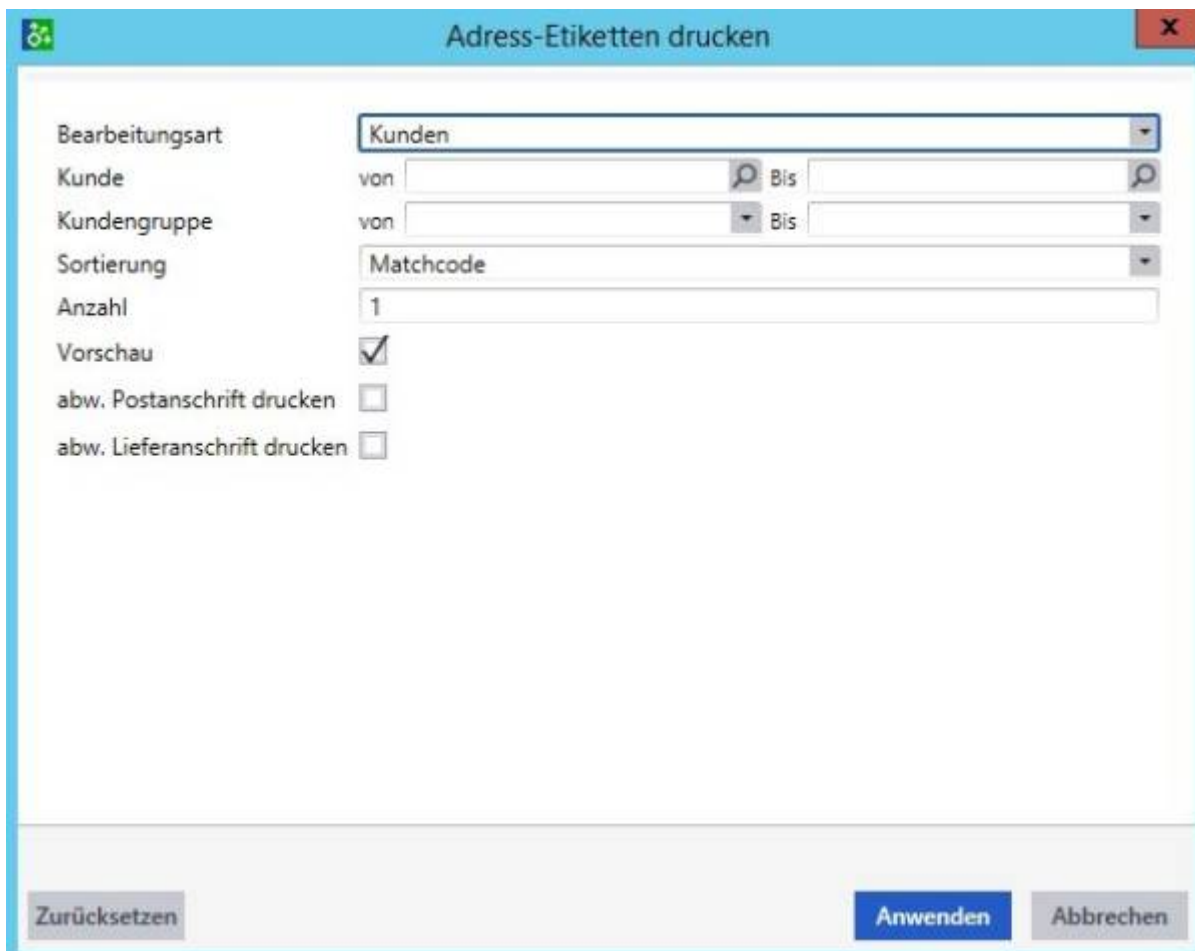 Adress-Etiketten drucken
Bearbeitungsart Kunden
Kunde von Bis
Kundengruppe von Bis
Sortierung Matchcode
Anzahl 1
Vorschau
abw. Postanschrift drucken
abw. Lieferanschrift drucken
Zurücksetzen Anwenden Abbrechen